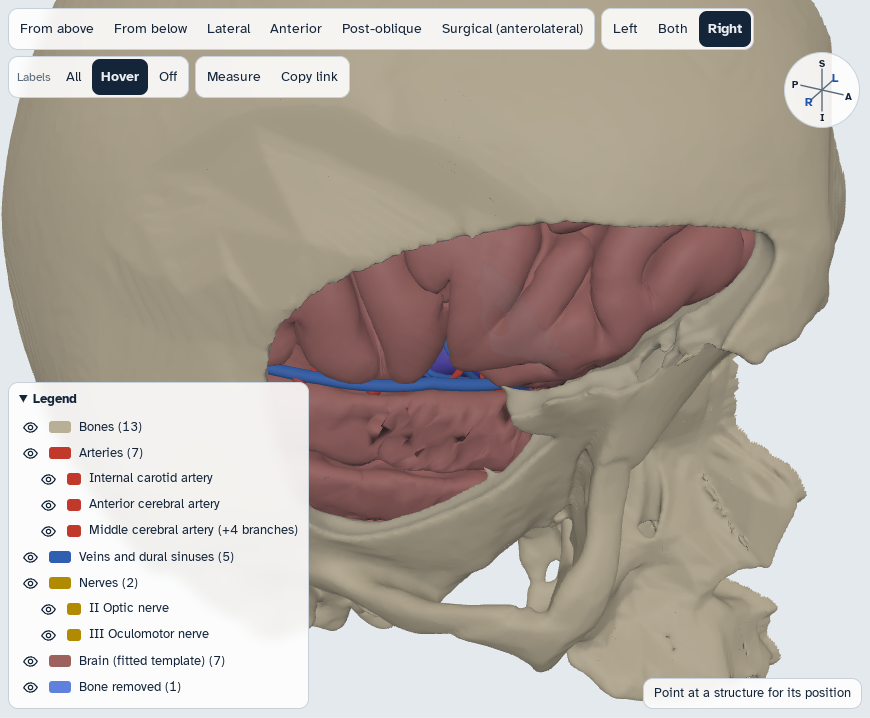 From above From below Lateral Anterior Post-oblique Surgical (anterolateral) Left Both Right
Labels All Hover Off Measure Copy link
S
P L
R A
I
▼ Legend
Bones (13)
Arteries (7)
Internal carotid artery
Anterior cerebral artery
Middle cerebral artery (+4 branches)
Veins and dural sinuses (5)
Nerves (2)
II Optic nerve
III Oculomotor nerve
Brain (fitted template) (7)
Bone removed (1)
Point at a structure for its position